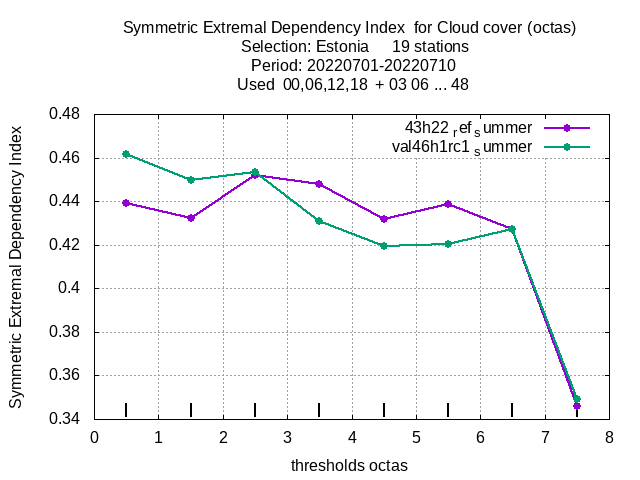 Symmetric Extremal Dependency Index  for Cloud cover (octas)
Selection: Estonia     19 stations
Period: 20220701-20220710
Used  00,06,12,18  + 03 06 ... 48
43h22 ref summer
val46h1rc1 summer
Symmetric Extremal Dependency Index
0.48
0.46
0.44
0.42
0.4
0.38
0.36
0.34
0 1 2 3 4 5 6 7 8
thresholds octas